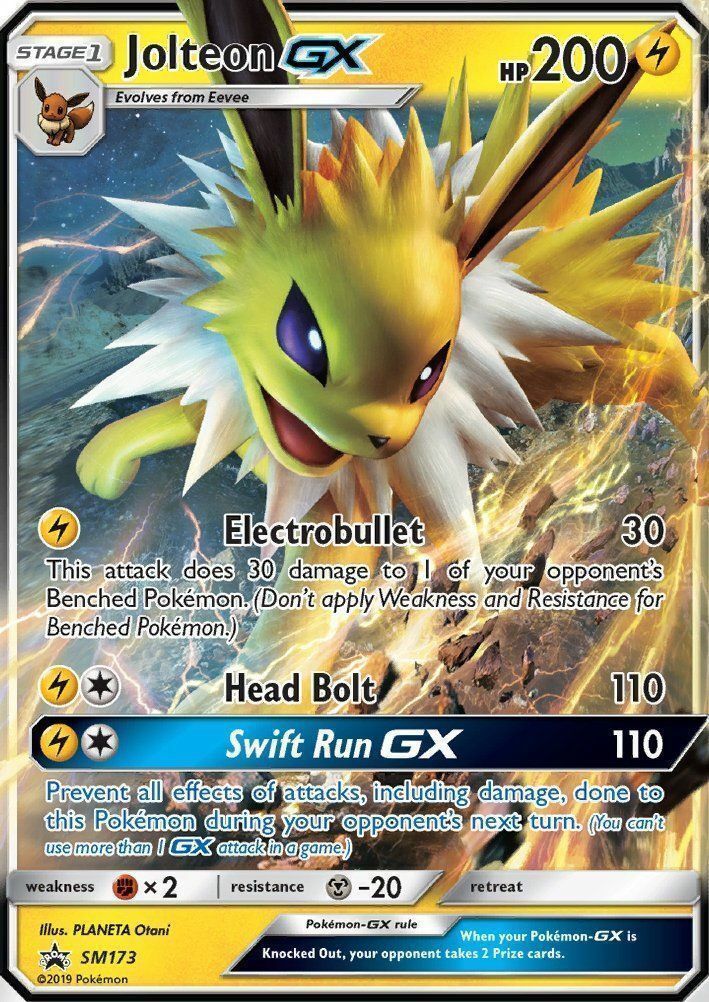 STAGE 1 Jolteon GX HP 200
Evolves from Eevee
Electrobullet 30
This attack does 30 damage to 1 of your opponent's
Benched Pokémon. (Don't apply Weakness and Resistance for
Benched Pokémon.)
Head Bolt 110
Swift Run GX 110
Prevent all effects of attacks, including damage, done to
this Pokémon during your opponent's next turn. (You can't
use more than 1 GX attack in a game.)
weakness ×2 resistance -20 retreat
Illus. PLANETA Otani
Pokémon-GX rule
When your Pokémon-GX is
Knocked Out, your opponent takes 2 Prize cards.
PROMO SM173
©2019 Pokémon